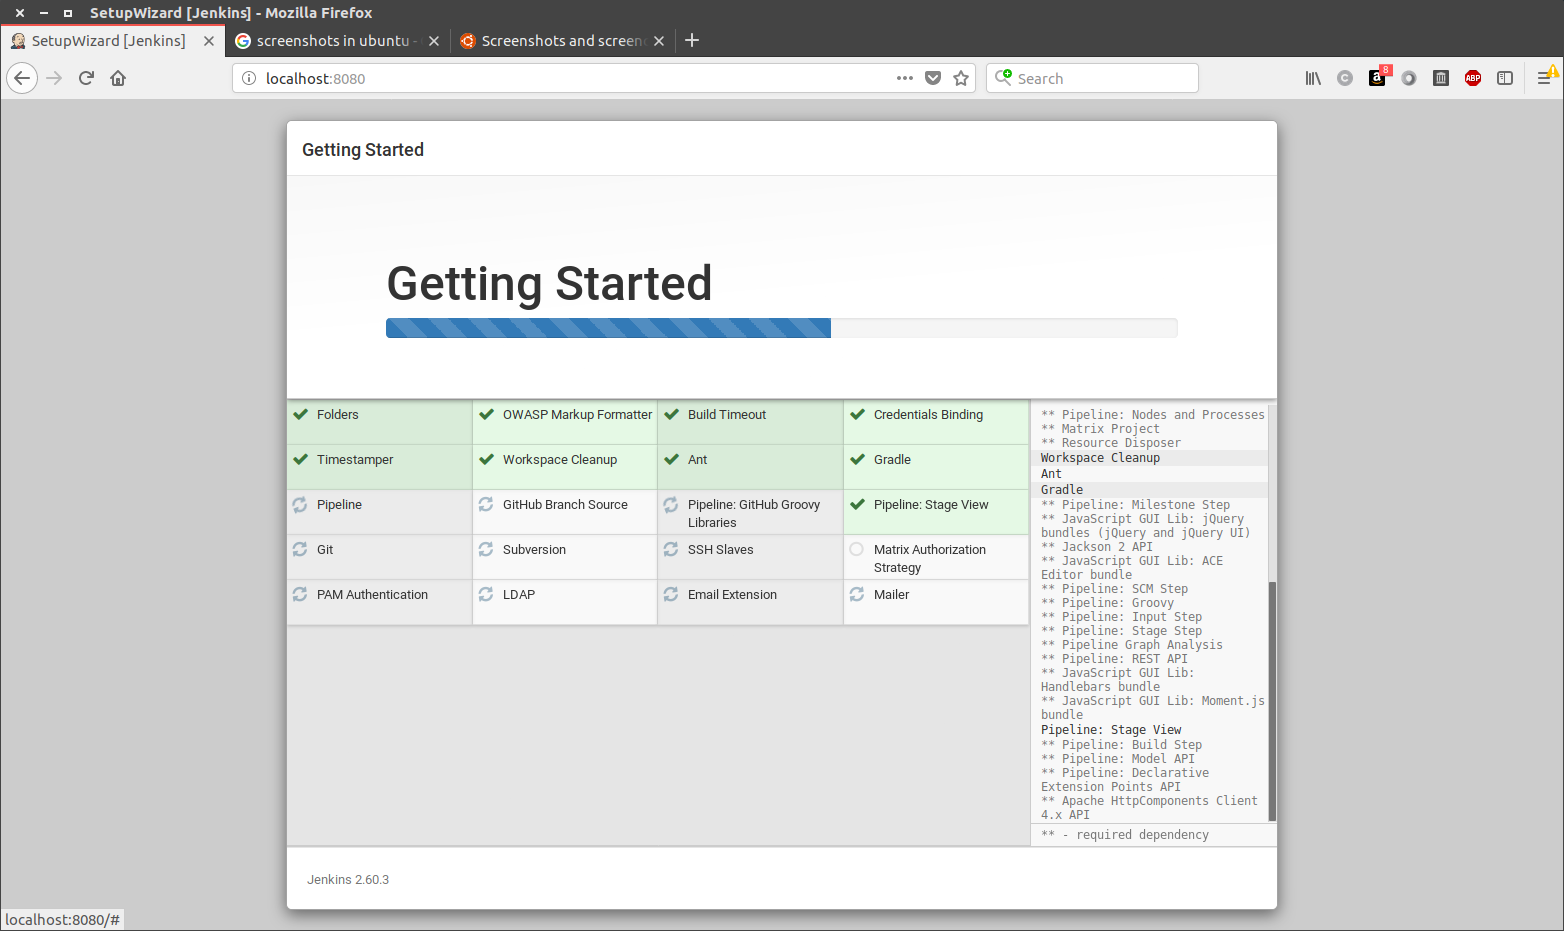 SetupWizard [Jenkins] - Mozilla Firefox
SetupWizard [Jenkins]
screenshots in ubuntu -
Screenshots and screen
localhost:8080
Search
8
ABP
Getting Started
Getting Started
Folders
OWASP Markup Formatter
Build Timeout
Credentials Binding
Timestamper
Workspace Cleanup
Ant
Gradle
Pipeline
GitHub Branch Source
Pipeline: GitHub Groovy
Libraries
Pipeline: Stage View
Git
Subversion
SSH Slaves
Matrix Authorization
Strategy
PAM Authentication
LDAP
Email Extension
Mailer
** Pipeline: Nodes and Processes
** Matrix Project
** Resource Disposer
Workspace Cleanup
Ant
Gradle
** Pipeline: Milestone Step
** JavaScript GUI Lib: jQuery
bundles (jQuery and jQuery UI)
** Jackson 2 API
** JavaScript GUI Lib: ACE
Editor bundle
** Pipeline: SCM Step
** Pipeline: Groovy
** Pipeline: Input Step
** Pipeline: Stage Step
** Pipeline Graph Analysis
** Pipeline: REST API
** JavaScript GUI Lib:
Handlebars bundle
** JavaScript GUI Lib: Moment.js
bundle
Pipeline: Stage View
** Pipeline: Build Step
** Pipeline: Model API
** Pipeline: Declarative
Extension Points API
** Apache HttpComponents Client
4.x API
** - required dependency
Jenkins 2.60.3
localhost:8080/#